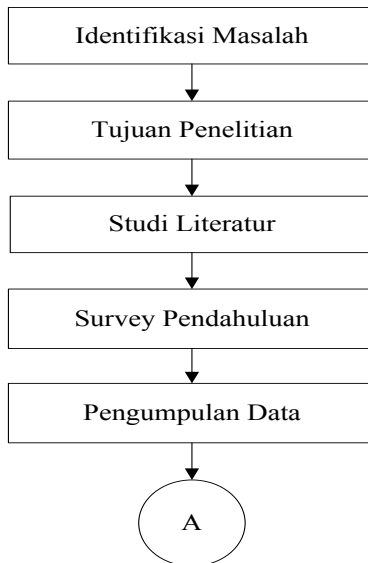 Identifikasi Masalah
Tujuan Penelitian
Studi Literatur
Survey Pendahuluan
Pengumpulan Data
A